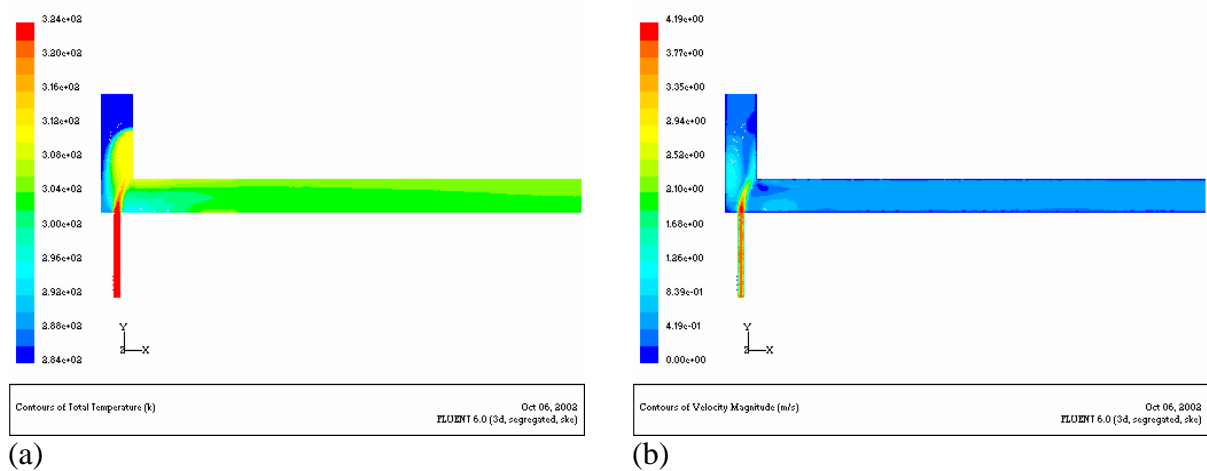 3.24e+02
3.20e+02
3.16e+02
3.12e+02
3.08e+02
3.04e+02
3.00e+02
2.96e+02
2.92e+02
2.88e+02
2.84e+02
Y
Z X
Contours of Total Temperature (k)
Oct 06, 2002
FLUENT 6.0 (3d, segregated, ske)
(a)
4.19e+00
3.77e+00
3.35e+00
2.94e+00
2.52e+00
2.10e+00
1.68e+00
1.26e+00
8.39e-01
4.19e-01
0.00e+00
Y
Z X
Contours of Velocity Magnitude (m/s)
Oct 06, 2002
FLUENT 6.0 (3d, segregated, ske)
(b)